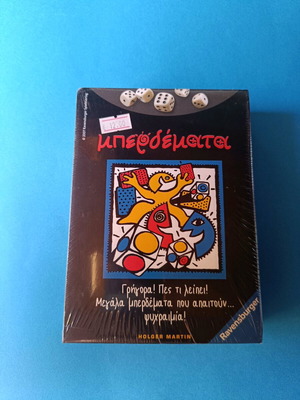 μπερδέματα
Γρήγορα! Πες τι λείπει!
Μεγάλα μπερδέματα που απαιτούν...
ψυχραιμία!
HOLGER MARTIN
Ravensburger